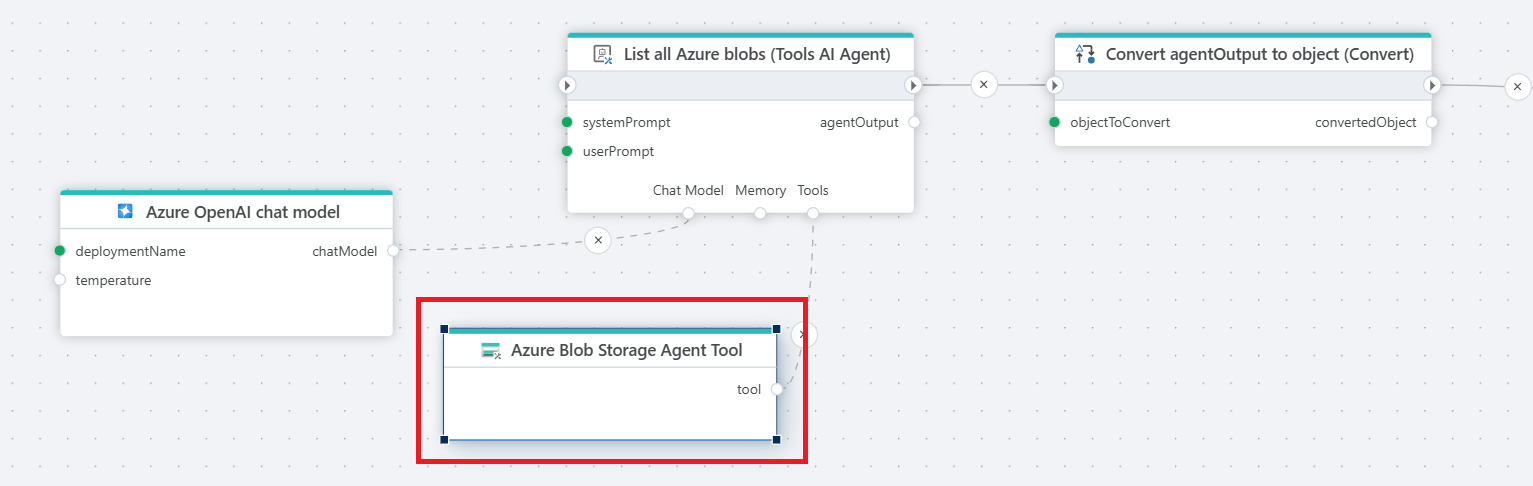 List all Azure blobs (Tools AI Agent)
systemPrompt
agentOutput
userPrompt
Chat Model
Memory
Tools
Convert agentOutput to object (Convert)
objectToConvert
convertedObject
Azure OpenAI chat model
deploymentName
chatModel
temperature
Azure Blob Storage Agent Tool
tool